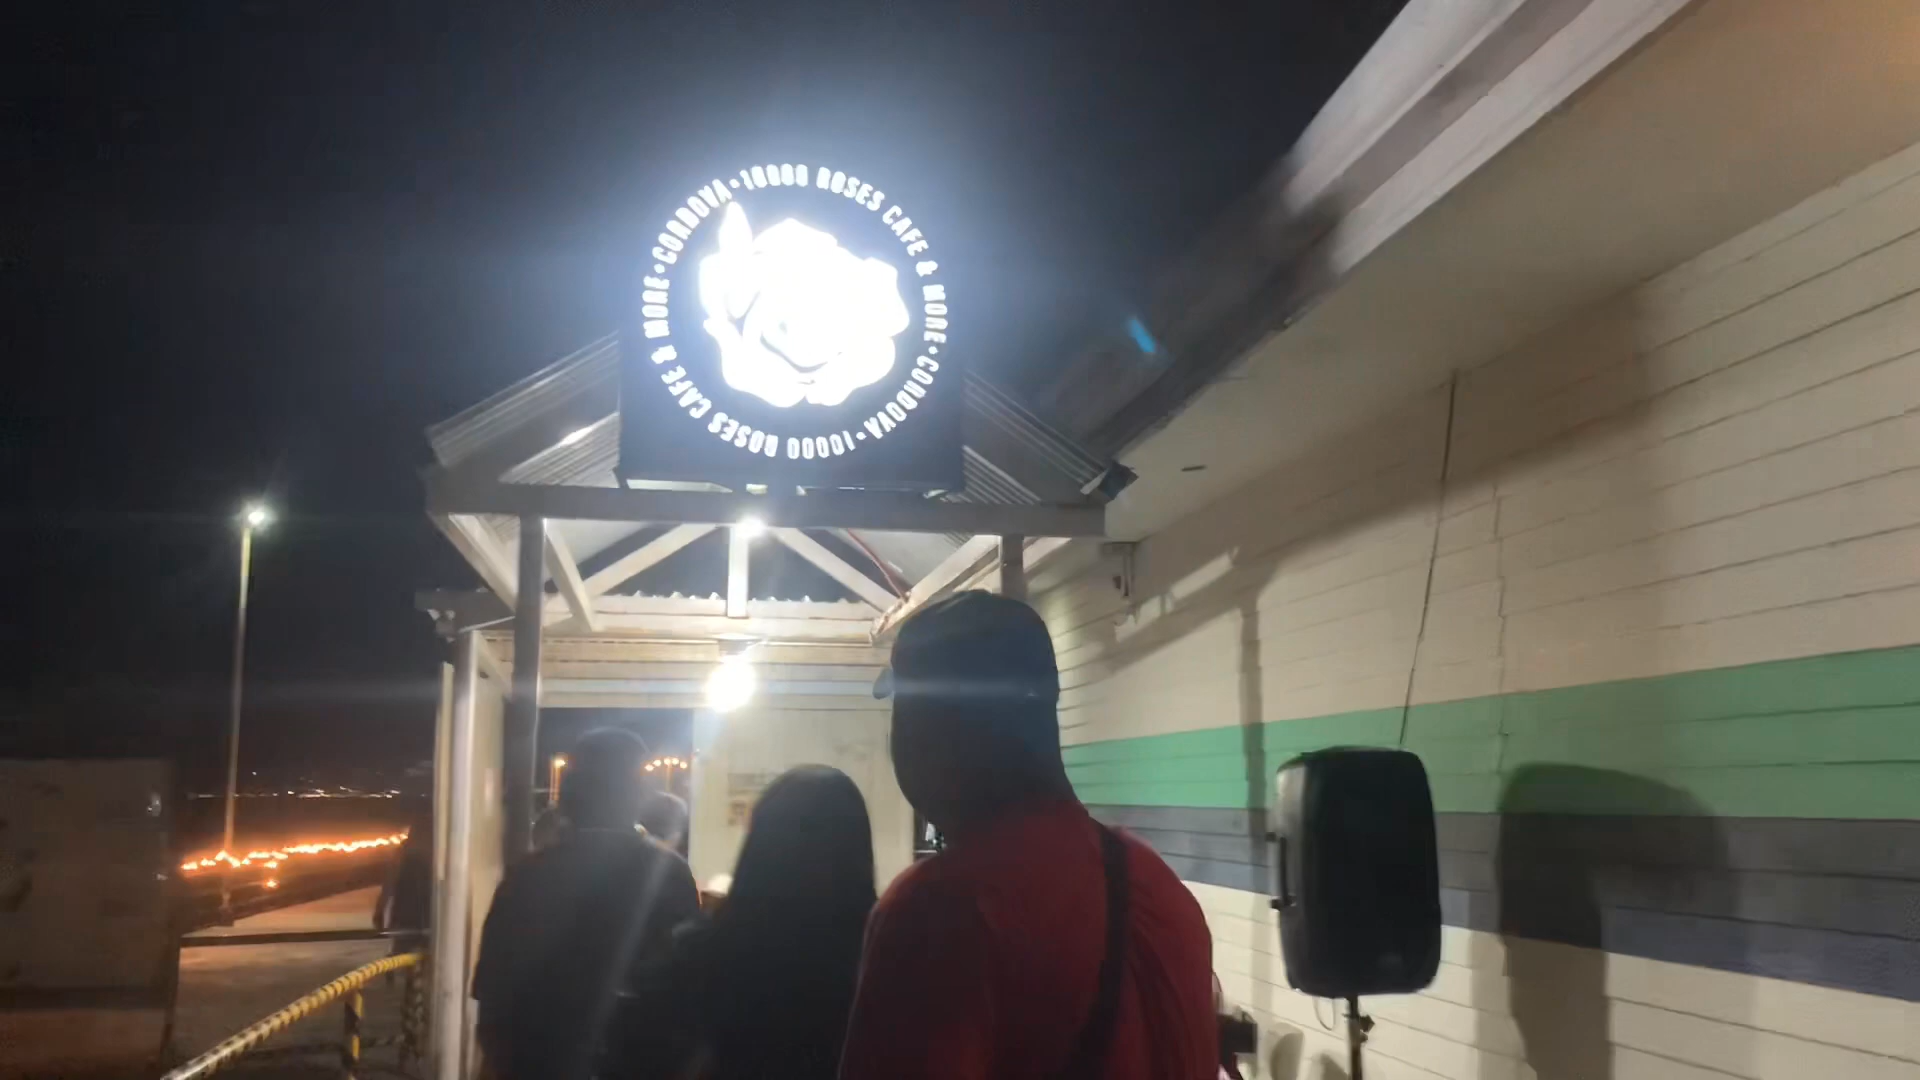 10000 ROSES CAFE & MORE • CORDOVA • 10000 ROSES CAFE & MORE • CORDOVA •